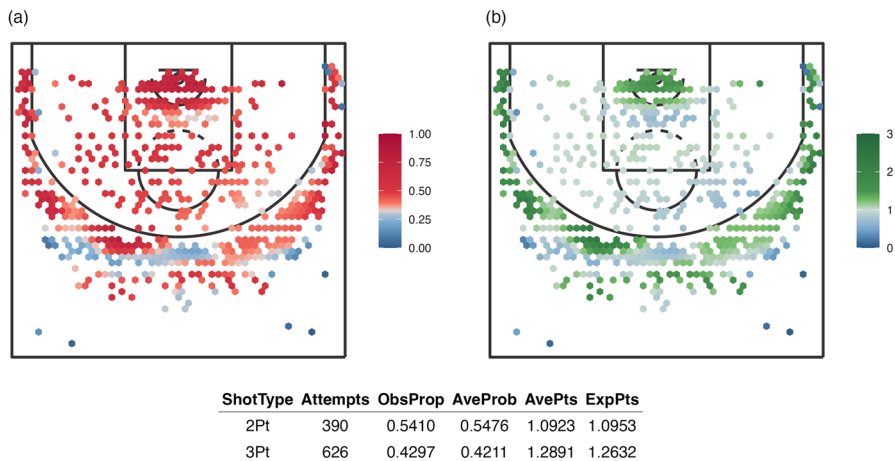 (a)
(b)
1.00
0.75
0.50
0.25
0.00
3
2
1
0
ShotType Attempts ObsProp AveProb AvePts ExpPts
2Pt 390 0.5410 0.5476 1.0923 1.0953
3Pt 626 0.4297 0.4211 1.2891 1.2632